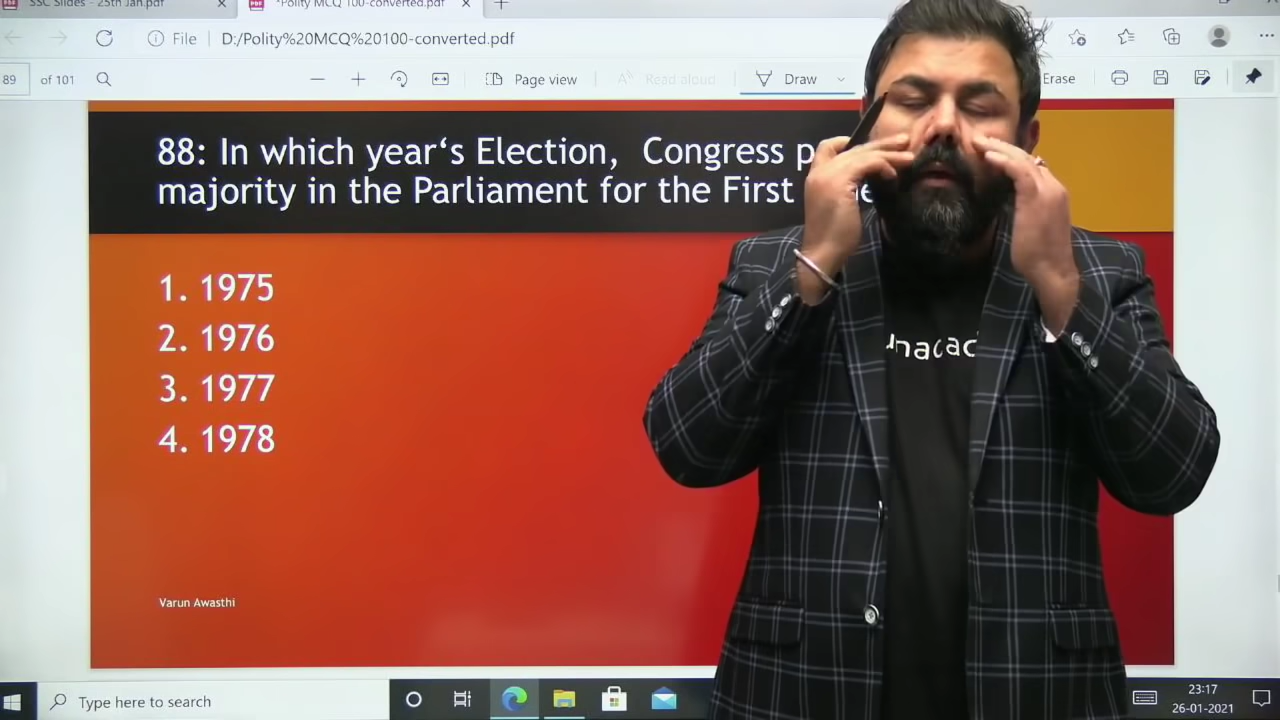 SSC Slides - 25th Jan.pdf
*Polity MCQ 100-converted.pdf
File
D:/Polity%20MCQ%20100-converted.pdf
89 of 101
Page view
Read aloud
Draw
Erase
88: In which year‘s Election, Congress
majority in the Parliament for the First
1. 1975
2. 1976
3. 1977
4. 1978
Varun Awasthi
Type here to search
23:17
26-01-2021